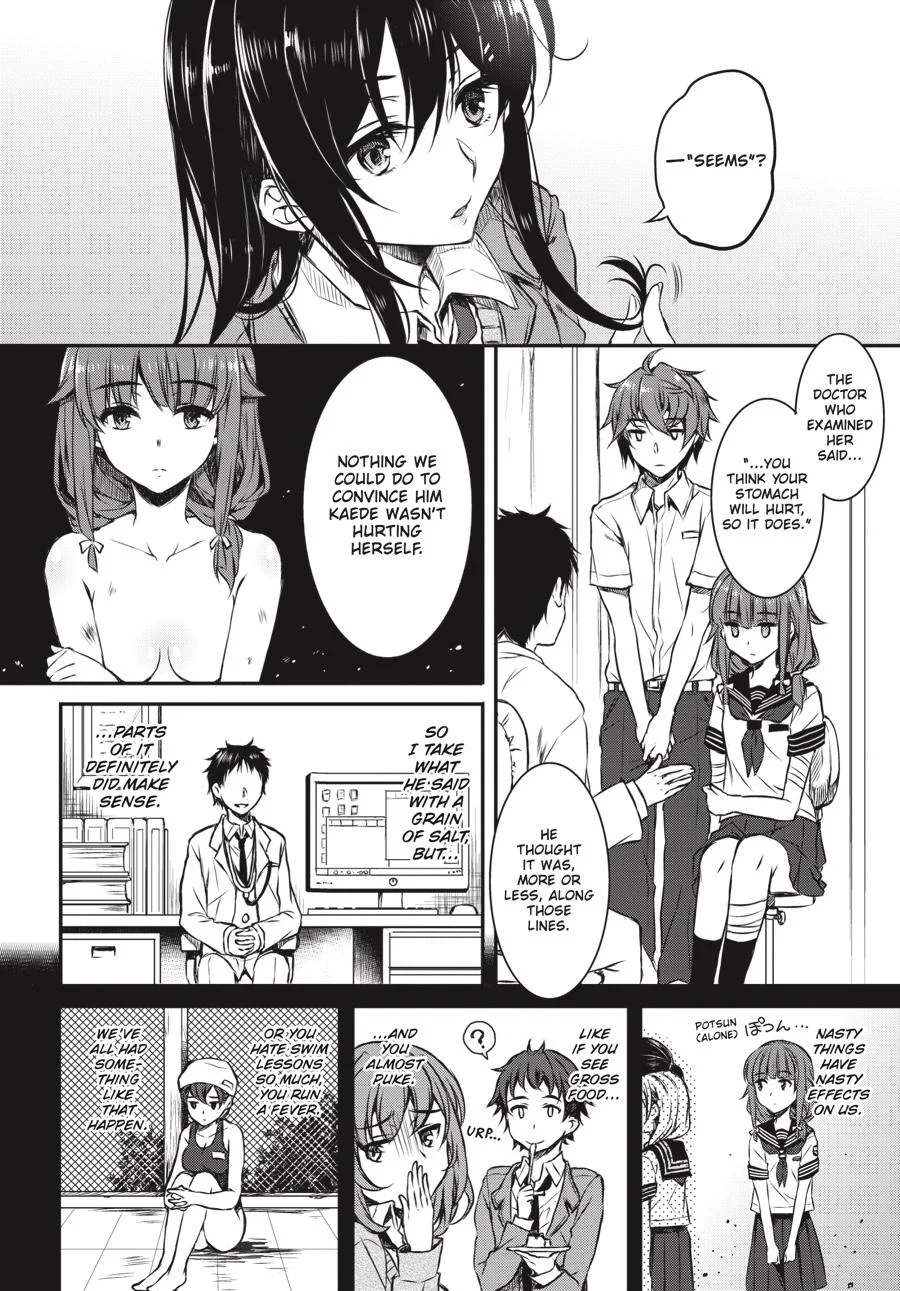 —"SEEMS"?
THE
DOCTOR
WHO
EXAMINED
HER
SAID...
"...YOU
THINK YOUR
STOMACH
WILL HURT,
SO IT DOES."
HE
THOUGHT
IT WAS,
MORE OR
LESS, ALONG
THOSE
LINES.
NOTHING WE
COULD DO TO
CONVINCE HIM
KAEDE WASN'T
HURTING
HERSELF.
SO
I TAKE
WHAT
HE SAID
WITH A
GRAIN
OF SALT,
BUT...
...PARTS
OF IT
DEFINITELY
DID MAKE
SENSE.
NASTY
THINGS
HAVE
NASTY
EFFECTS
ON US.
POTSUN
(ALONE)
ぽつん...
LIKE
IF YOU
SEE
GROSS
FOOD...
?
...AND
YOU
ALMOST
PUKE.
URP...
OR YOU
HATE SWIM
LESSONS
SO MUCH,
YOU RUN
A FEVER.
WE'VE
ALL HAD
SOME-
THING
LIKE
THAT
HAPPEN.